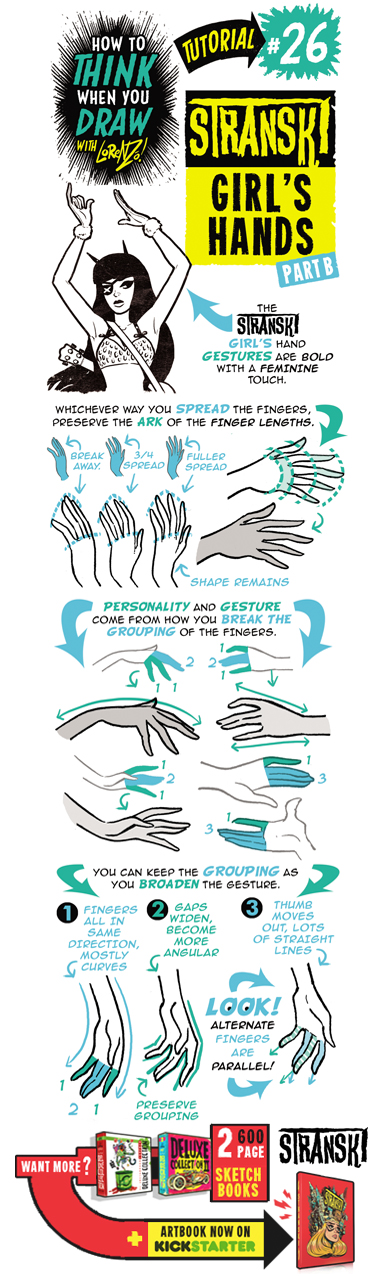 HOW TO
THINK
WHEN YOU
DRAW
WITH LORENZO!
TUTORIAL
#26
STRANSKI
GIRL'S
HANDS
PART B
THE
STRANSKI
GIRL'S HAND
GESTURES ARE BOLD
WITH A FEMININE
TOUCH.
WHICHEVER WAY YOU SPREAD THE FINGERS,
PRESERVE THE ARK OF THE FINGER LENGTHS.
BREAK
AWAY.
3/4
SPREAD
FULLER
SPREAD
SHAPE REMAINS
PERSONALITY AND GESTURE
COME FROM HOW YOU BREAK THE
GROUPING OF THE FINGERS.
2
1
1
1
2
1
1
2
1
1
3
1
3
YOU CAN KEEP THE GROUPING AS
YOU BROADEN THE GESTURE.
1
FINGERS
ALL IN
SAME
DIRECTION,
MOSTLY
CURVES
2
GAPS
WIDEN,
BECOME
MORE
ANGULAR
3
THUMB
MOVES
OUT, LOTS
OF STRAIGHT
LINES
LOOK!
ALTERNATE
FINGERS
ARE
PARALLEL!
1
2
1
PRESERVE
GROUPING
WANT MORE?
DELUXE
COLLECTION II
2 600
PAGE
SKETCH
BOOKS
STRANSKI
+
ARTBOOK NOW ON
KICKSTARTER
STRANSKI